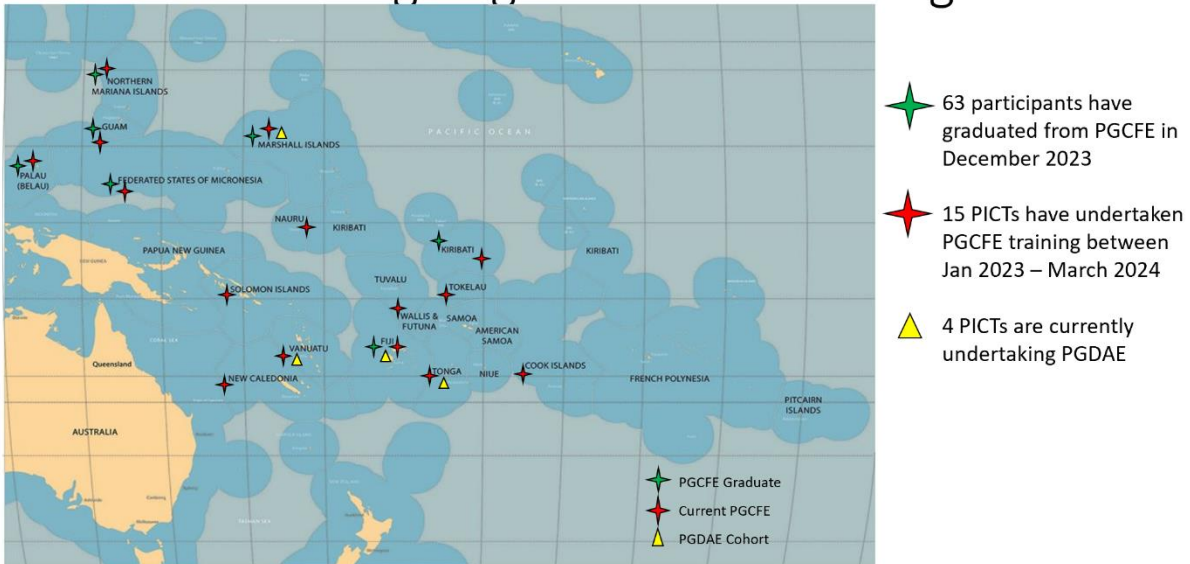 NORTHERN
MARIANA ISLANDS
GUAM
MARSHALL ISLANDS
PACIFIC OCEAN
PALAU
(BELAU)
FEDERATED STATES OF MICRONESIA
NAURU
KIRIBATI
KIRIBATI
KIRIBATI
PAPUA NEW GUINEA
TUVALU
TOKELAU
SOLOMON ISLANDS
WALLIS &
FUTUNA
SAMOA
AMERICAN
SAMOA
VANUATU
FIJI
Queensland
NEW CALEDONIA
TONGA
NIUE
COOK ISLANDS
FRENCH POLYNESIA
PITCAIRN
ISLANDS
AUSTRALIA
TASMAN SEA
PGCFE Graduate
Current PGCFE
PGDAE Cohort
63 participants have
graduated from PGCFE in
December 2023
15 PICTs have undertaken
PGCFE training between
Jan 2023 – March 2024
4 PICTs are currently
undertaking PGDAE